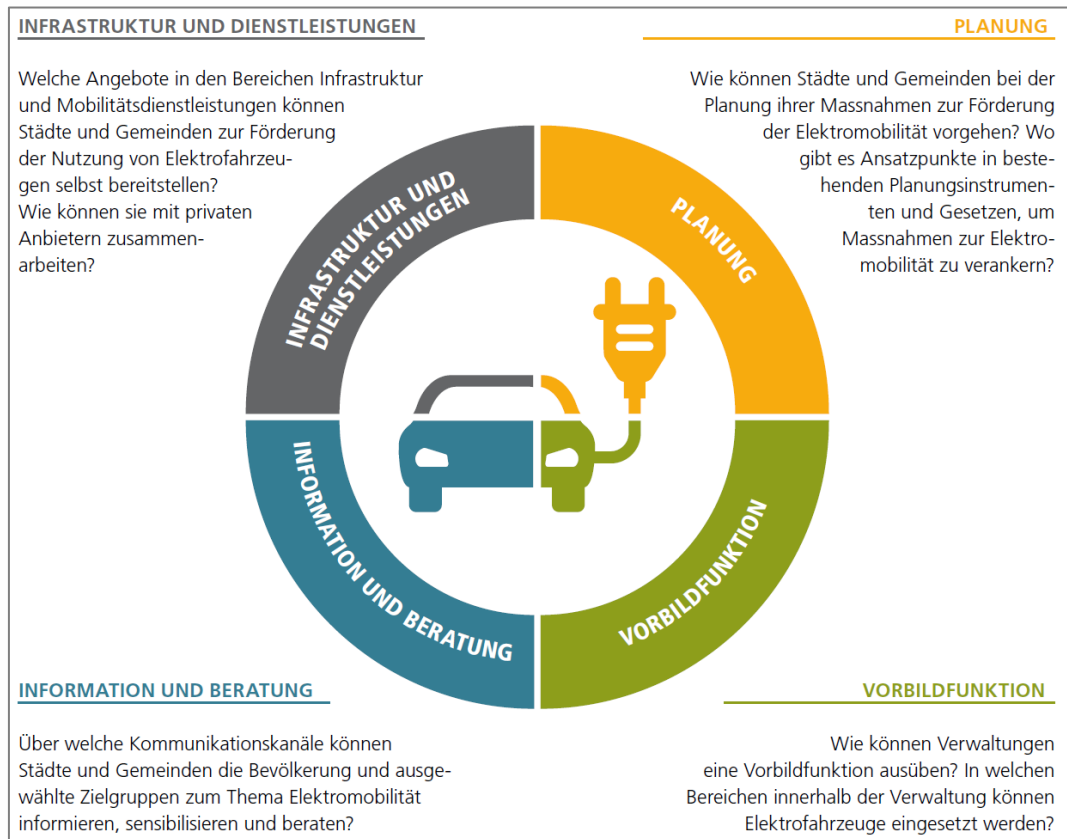 INFRASTRUKTUR UND DIENSTLEISTUNGEN
Welche Angebote in den Bereichen Infrastruktur
und Mobilitätsdienstleistungen können
Städte und Gemeinden zur Förderung
der Nutzung von Elektrofahrzeu-
gen selbst bereitstellen?
Wie können sie mit privaten
Anbietern zusammen-
arbeiten?
PLANUNG
Wie können Städte und Gemeinden bei der
Planung ihrer Massnahmen zur Förderung
der Elektromobilität vorgehen? Wo
gibt es Ansatzpunkte in beste-
henden Planungsinstrumen-
ten und Gesetzen, um
Massnahmen zur Elektro-
mobilität zu verankern?
INFRASTRUKTUR UND
DIENSTLEISTUNGEN
PLANUNG
INFORMATION UND BERATUNG
VORBILDFUNKTION
INFORMATION UND BERATUNG
Über welche Kommunikationskanäle können
Städte und Gemeinden die Bevölkerung und ausge-
wählte Zielgruppen zum Thema Elektromobilität
informieren, sensibilisieren und beraten?
VORBILDFUNKTION
Wie können Verwaltungen
eine Vorbildfunktion ausüben? In welchen
Bereichen innerhalb der Verwaltung können
Elektrofahrzeuge eingesetzt werden?